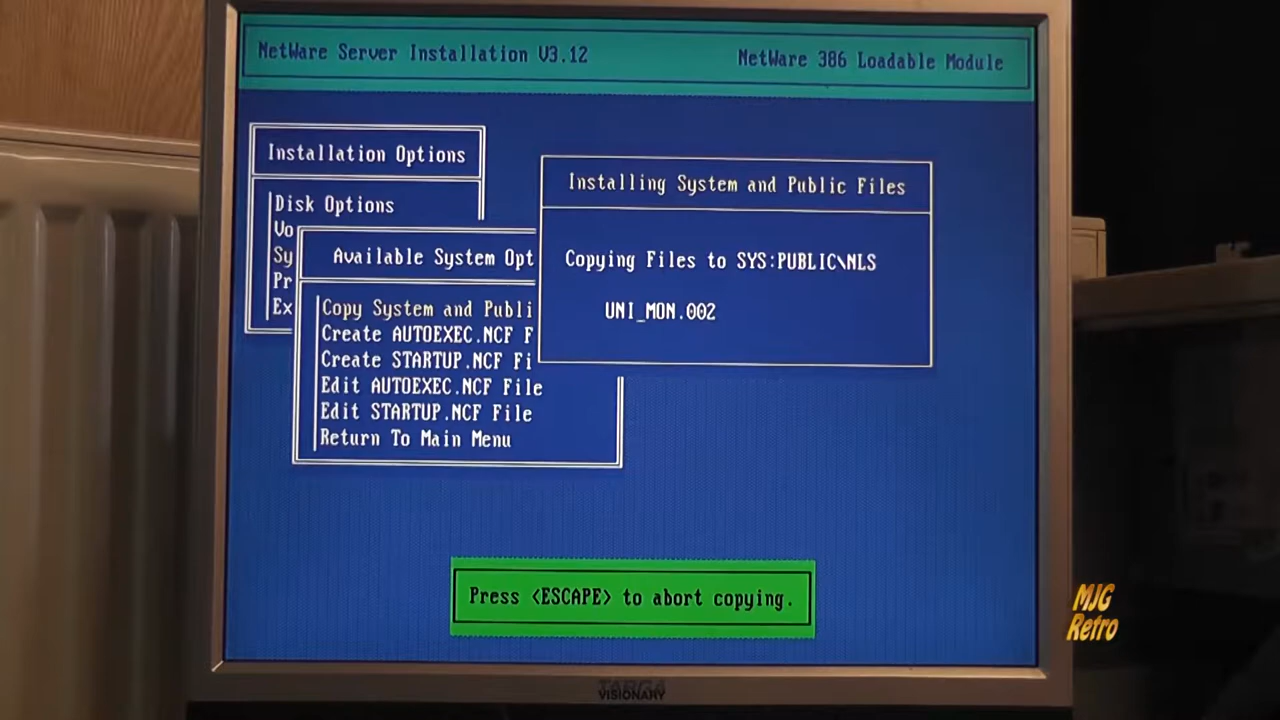 NetWare Server Installation V3.12
NetWare 386 Loadable Module
Installation Options
Disk Options
Vo
Sy
Pr
Ex
Available System Opt
Copy System and Publi
Create AUTOEXEC.NCF F
Create STARTUP.NCF Fi
Edit AUTOEXEC.NCF File
Edit STARTUP.NCF File
Return To Main Menu
Installing System and Public Files
Copying Files to SYS:PUBLIC\NLS
UNI_MON.002
Press <ESCAPE> to abort copying.
MJG
Retro
TARGA
VISIONARY